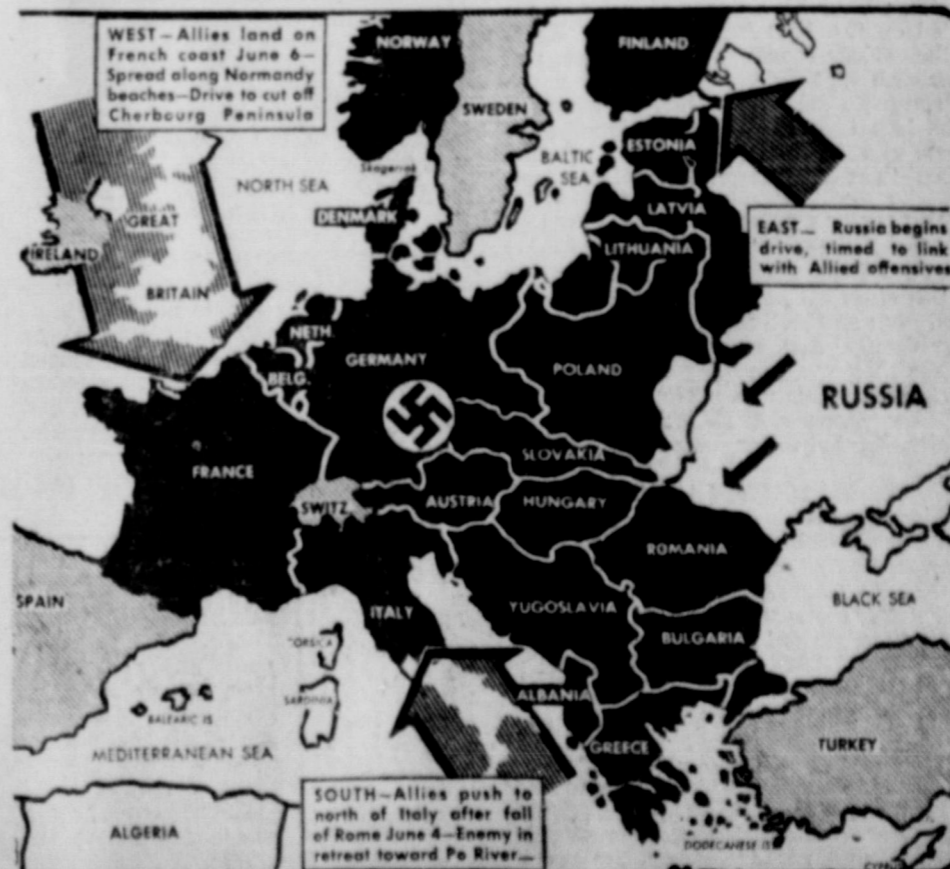 WEST—Allies land on
French coast June 6—
Spread along Normandy
beaches—Drive to cut off
Cherbourg Peninsula
NORWAY
FINLAND
SWEDEN
ESTONIA
BALTIC
SEA
Skagerrak
NORTH SEA
LATVIA
DENMARK
GREAT
BRITAIN
IRELAND
LITHUANIA
EAST— Russia begins
drive, timed to link
with Allied offensives
NETH.
BELG.
GERMANY
POLAND
RUSSIA
FRANCE
SLOVAKIA
SWITZ.
AUSTRIA
HUNGARY
ROMANIA
SPAIN
ITALY
YUGOSLAVIA
BLACK SEA
BULGARIA
CORSICA
SARDINIA
ALBANIA
BALEARIC IS
MEDITERRANEAN SEA
GREECE
TURKEY
SOUTH—Allies push to
north of Italy after fall
of Rome June 4—Enemy in
retreat toward Po River—
ALGERIA
DODECANESE IS